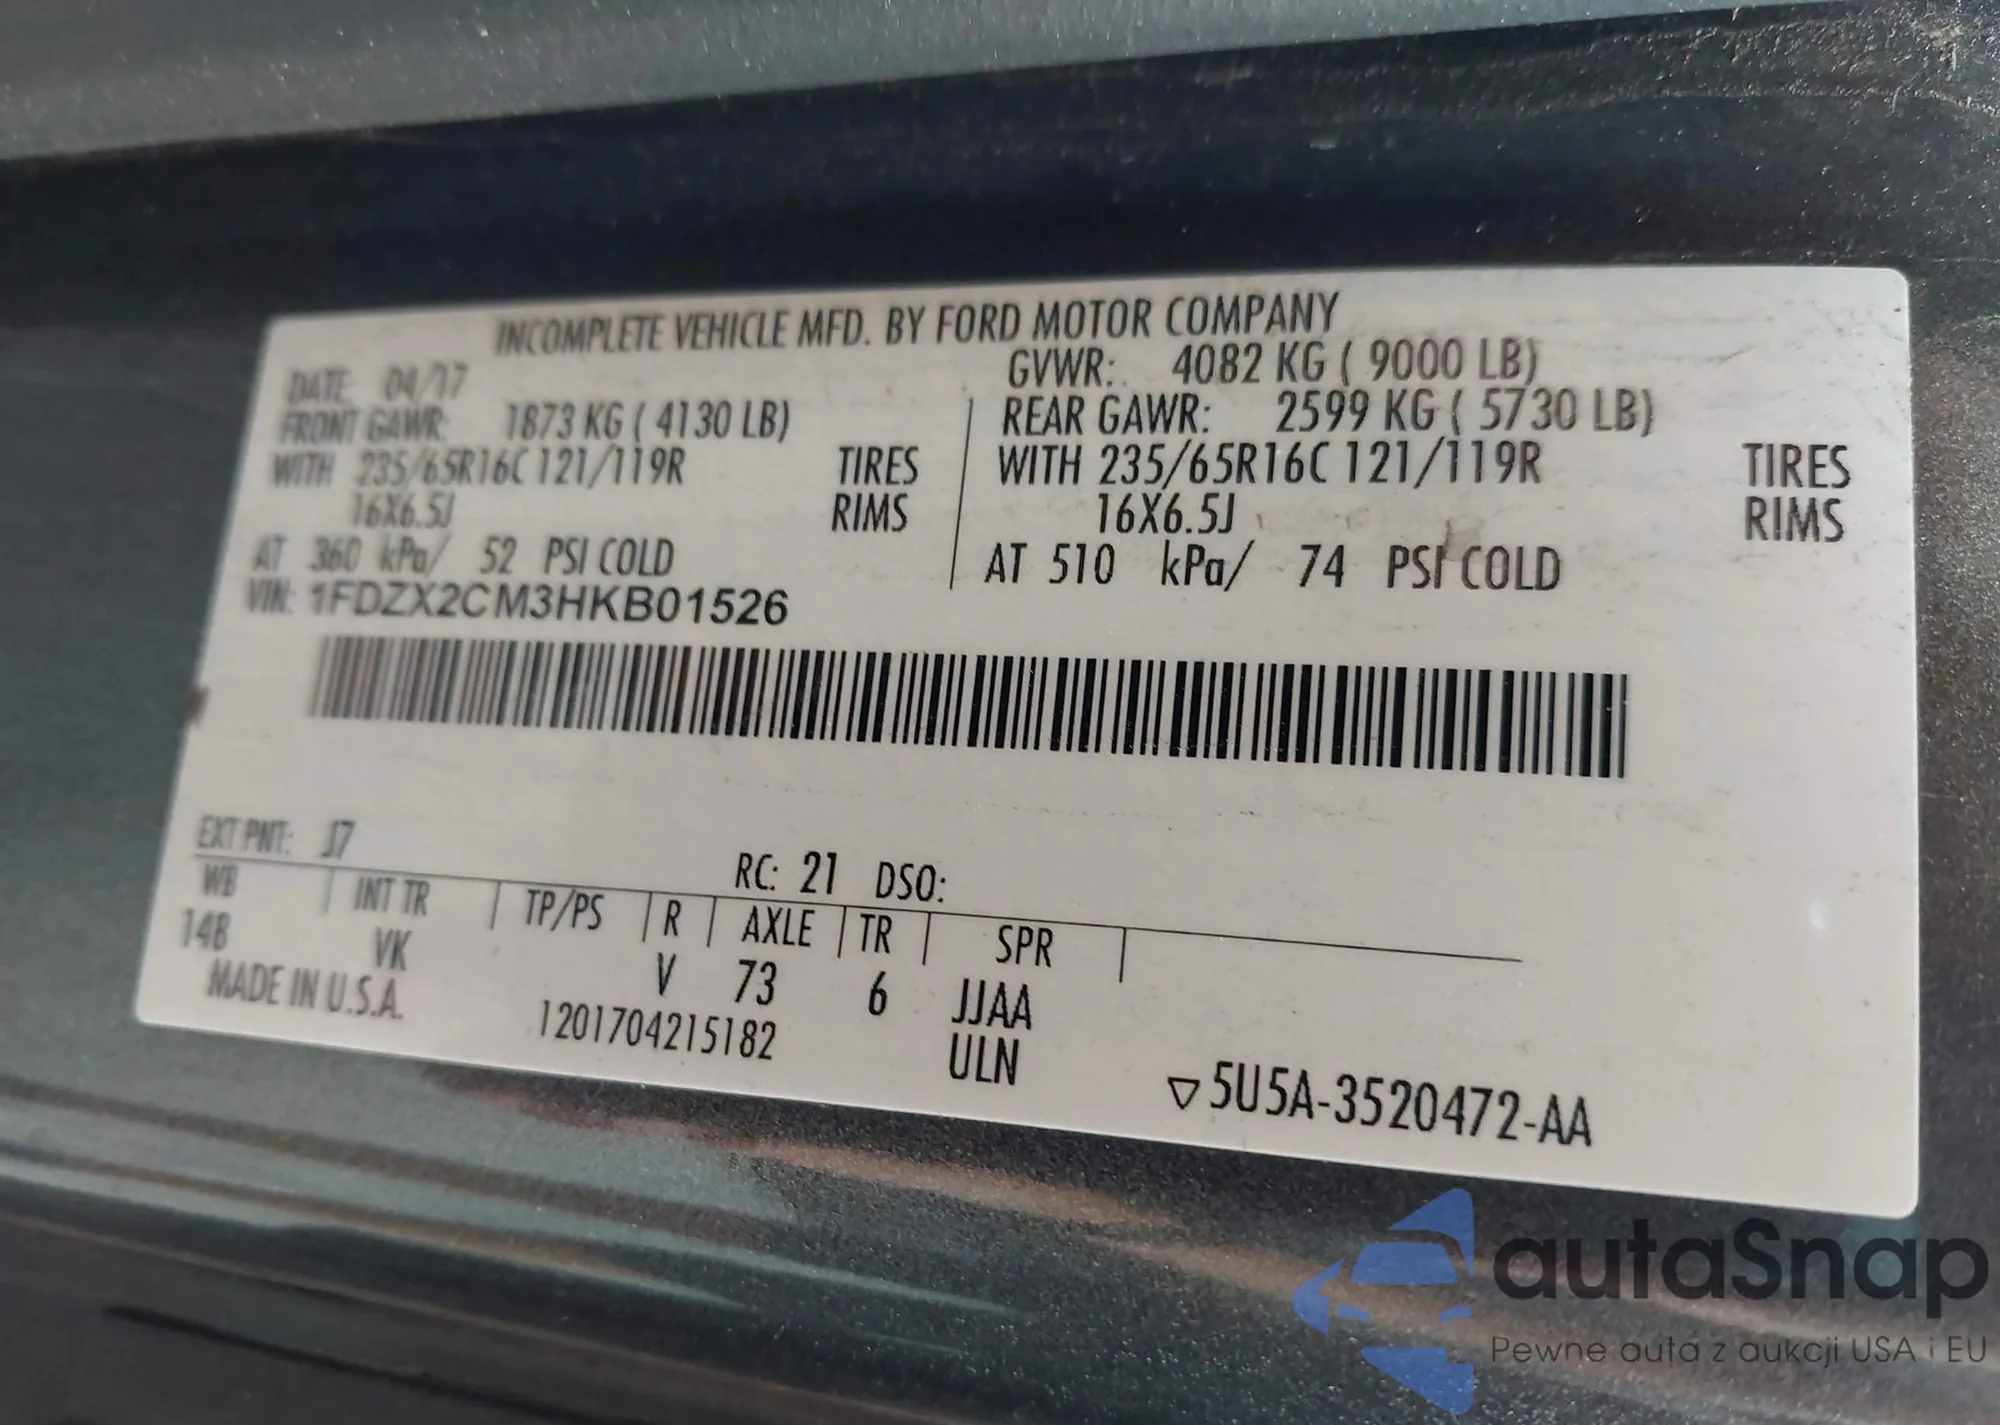 INCOMPLETE VEHICLE MFD. BY FORD MOTOR COMPANY
DATE: 04/17 GVWR: 4082 KG ( 9000 LB)
FRONT GAWR: 1873 KG ( 4130 LB) REAR GAWR: 2599 KG ( 5730 LB)
WITH 235/65R16C 121/119R TIRES WITH 235/65R16C 121/119R TIRES
16X6.5J RIMS 16X6.5J RIMS
AT 360 kPa/ 52 PSI COLD AT 510 kPa/ 74 PSI COLD
VIN: 1FDZX2CM3HKB01526
EXT PNT: J7 RC: 21 DSO:
WB INT TR TP/PS R AXLE TR SPR
148 VK V 73 6 JJAA
MADE IN U.S.A. 1201704215182 ULN
▽5U5A-3520472-AA
autaSnap
Pewne auta z aukcji USA i EU